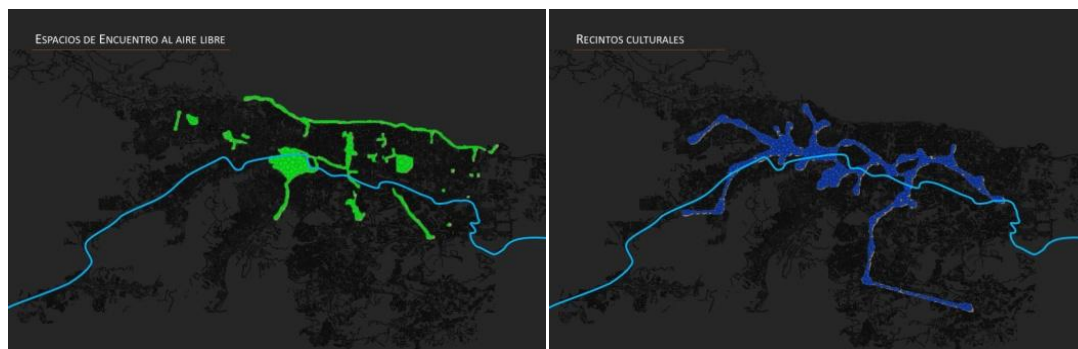 ESPACIOS DE ENCUENTRO AL AIRE LIBRE
RECINTOS CULTURALES